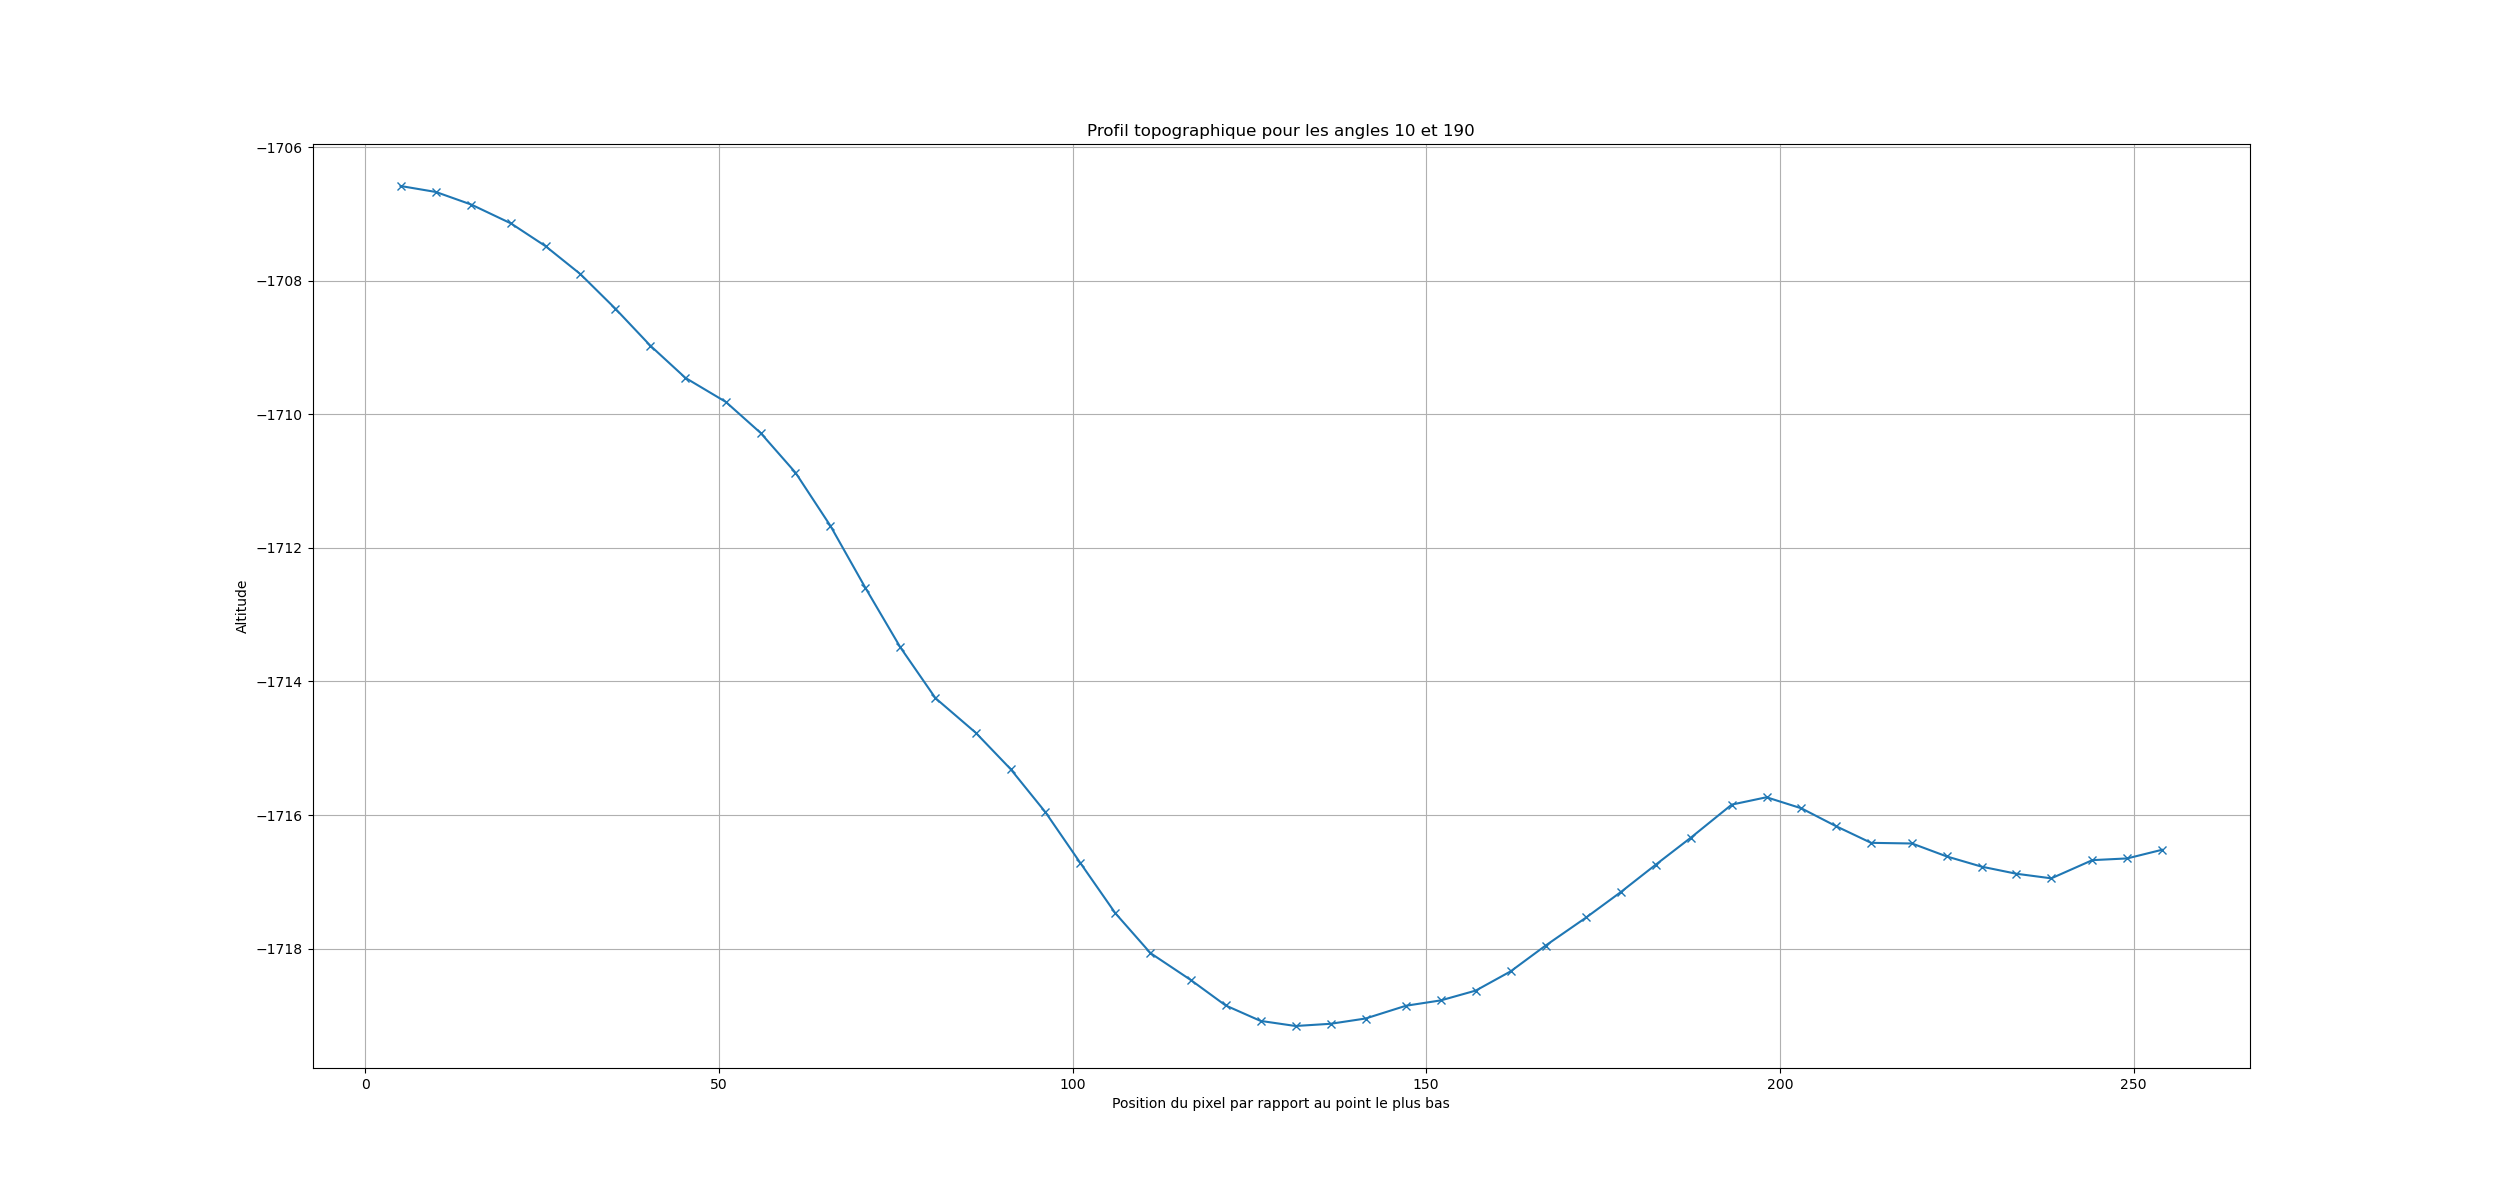 Profil topographique pour les angles 10 et 190
−1706
−1708
−1710
−1712
−1714
−1716
−1718
Altitude
0 50 100 150 200 250
Position du pixel par rapport au point le plus bas